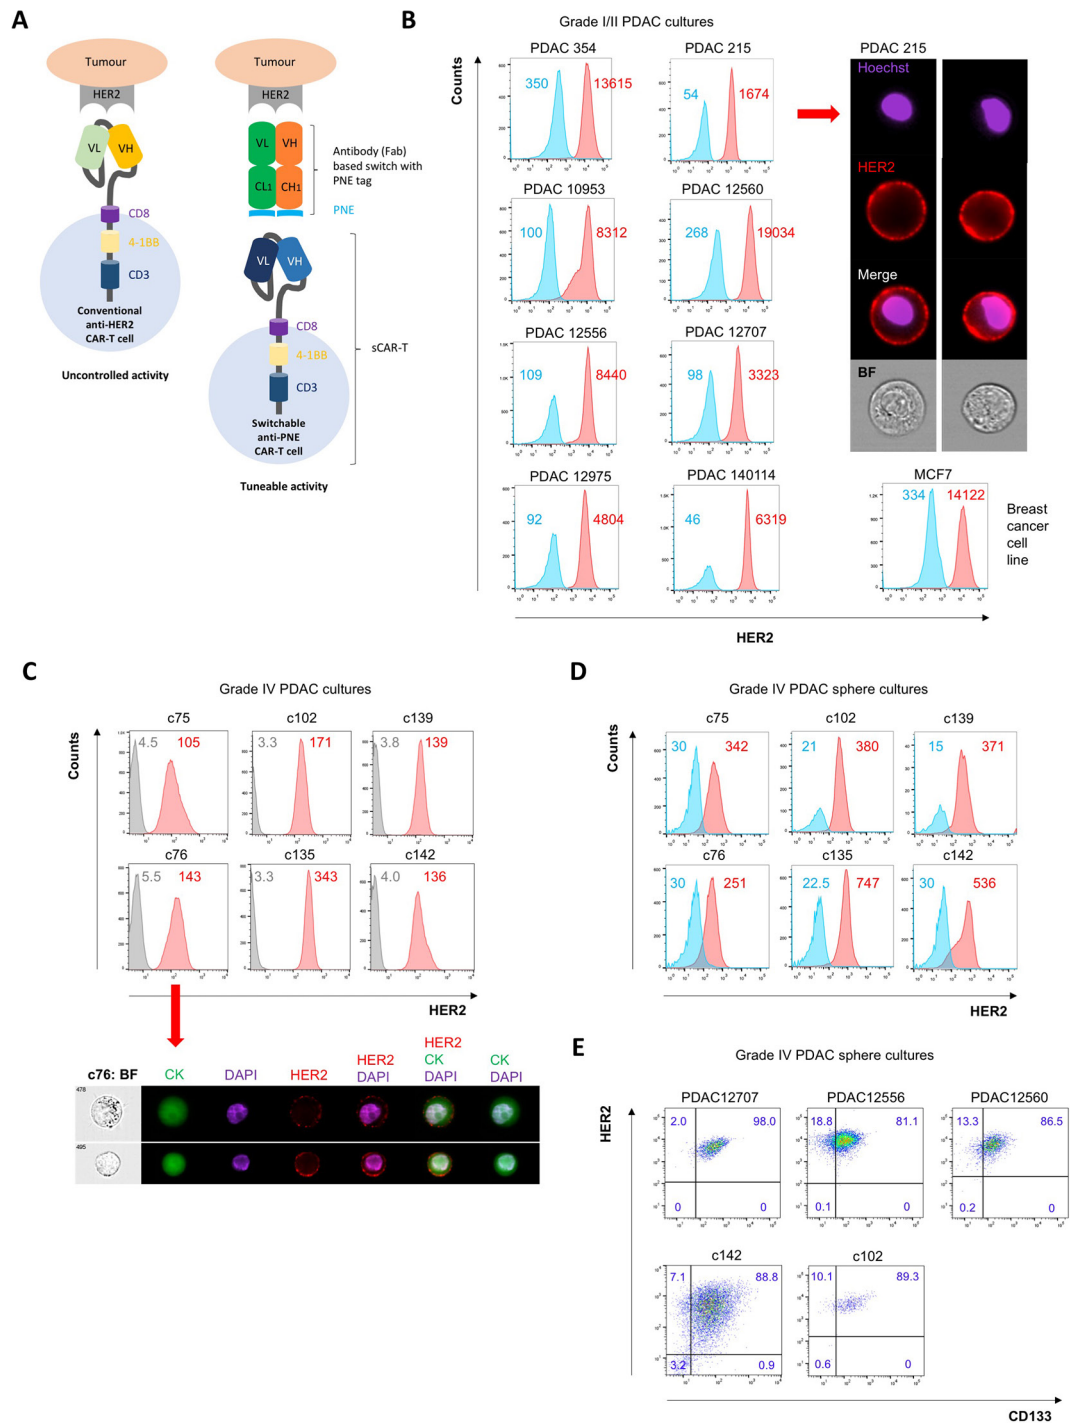 A
Tumour
HER2
VL
VH
CD8
4-1BB
CD3
Conventional
anti-HER2
CAR-T cell
Uncontrolled activity
Tumour
HER2
VL
VH
CL1
CH1
Antibody (Fab)
based switch with
PNE tag
PNE
VL
VH
CD8
4-1BB
CD3
sCAR-T
Switchable
anti-PNE
CAR-T cell
Tuneable activity
B
Grade I/II PDAC cultures
Counts
PDAC 354
350
13615
PDAC 215
54
1674
PDAC 10953
100
8312
PDAC 12560
268
19034
PDAC 12556
109
8440
PDAC 12707
98
3323
PDAC 12975
92
4804
PDAC 140114
46
6319
PDAC 215
Hoechst
HER2
Merge
BF
MCF7
334
14122
Breast
cancer
cell
line
HER2
C
Grade IV PDAC cultures
Counts
c75
4.5
105
c102
3.3
171
c139
3.8
139
c76
5.5
143
c135
3.3
343
c142
4.0
136
HER2
c76: BF
CK
DAPI
HER2
HER2
DAPI
HER2
CK
DAPI
CK
DAPI
478
495
D
Grade IV PDAC sphere cultures
Counts
c75
30
342
c102
21
380
c139
15
371
c76
30
251
c135
22.5
747
c142
30
536
HER2
E
Grade IV PDAC sphere cultures
HER2
PDAC12707
2.0
98.0
0
0
PDAC12556
18.8
81.1
0.1
0
PDAC12560
13.3
86.5
0.2
0
c142
7.1
88.8
3.2
0.9
c102
10.1
89.3
0.6
0
CD133